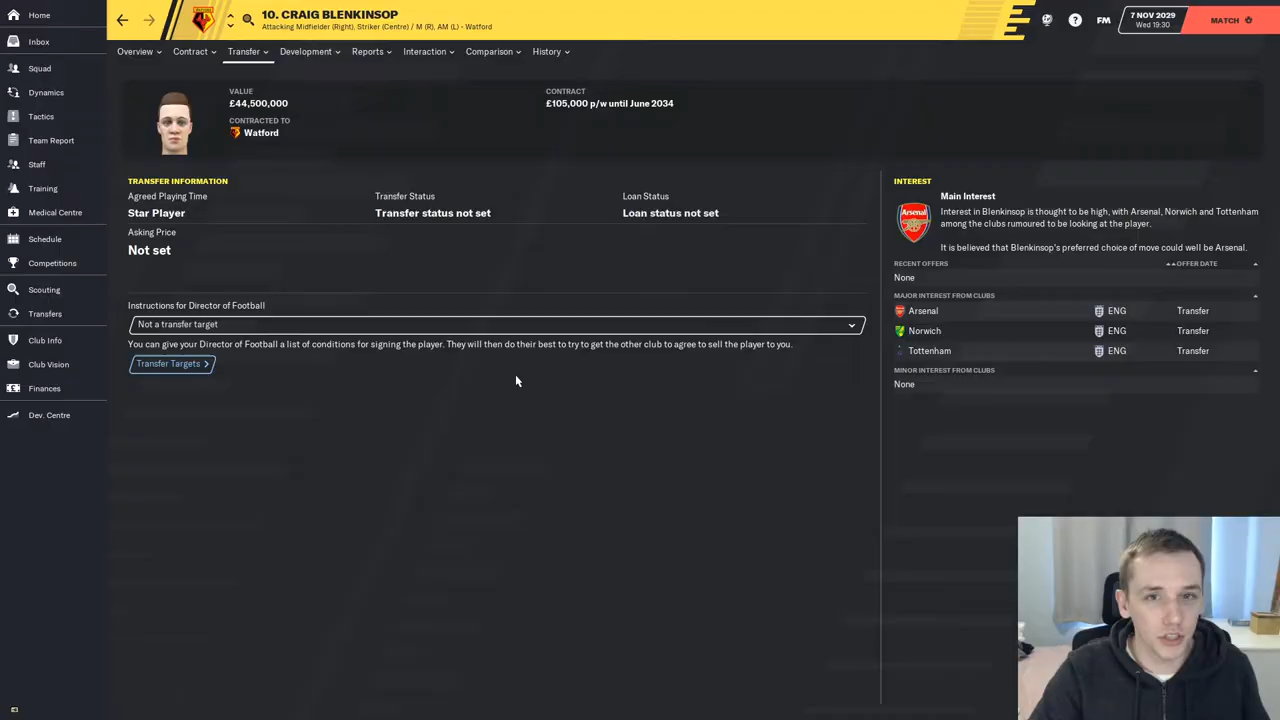 Home
Inbox
Squad
Dynamics
Tactics
Team Report
Staff
Training
Medical Centre
Schedule
Competitions
Scouting
Transfers
Club Info
Club Vision
Finances
Dev. Centre
10. CRAIG BLENKINSOP
Attacking Midfielder (Right), Striker (Centre) / M (R), AM (L) - Watford
FM
7 NOV 2029
Wed 19:30
MATCH
Overview Contract Transfer Development Reports Interaction Comparison History
VALUE
£44,500,000
CONTRACTED TO
Watford
CONTRACT
£105,000 p/w until June 2034
TRANSFER INFORMATION
Agreed Playing Time
Star Player
Transfer Status
Transfer status not set
Loan Status
Loan status not set
Asking Price
Not set
Instructions for Director of Football
Not a transfer target
You can give your Director of Football a list of conditions for signing the player. They will then do their best to try to get the other club to agree to sell the player to you.
Transfer Targets
INTEREST
Arsenal
Main Interest
Interest in Blenkinsop is thought to be high, with Arsenal, Norwich and Tottenham
among the clubs rumoured to be looking at the player.
It is believed that Blenkinsop's preferred choice of move could well be Arsenal.
RECENT OFFERS OFFER DATE
None
MAJOR INTEREST FROM CLUBS
Arsenal ENG Transfer
Norwich ENG Transfer
Tottenham ENG Transfer
MINOR INTEREST FROM CLUBS
None